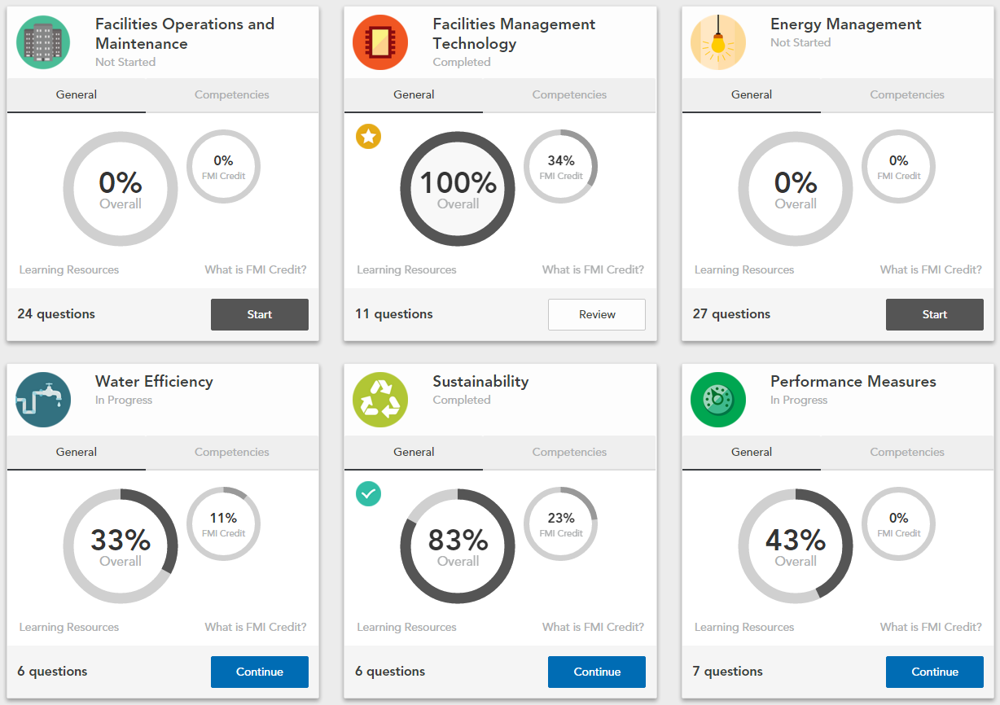 Facilities Operations and
Maintenance
Not Started
General
Competencies
0%
Overall
0%
FMI Credit
Learning Resources
What is FMI Credit?
24 questions
Start
Facilities Management
Technology
Completed
General
Competencies
100%
Overall
34%
FMI Credit
Learning Resources
What is FMI Credit?
11 questions
Review
Energy Management
Not Started
General
Competencies
0%
Overall
0%
FMI Credit
Learning Resources
What is FMI Credit?
27 questions
Start
Water Efficiency
In Progress
General
Competencies
33%
Overall
11%
FMI Credit
Learning Resources
What is FMI Credit?
6 questions
Continue
Sustainability
Completed
General
Competencies
83%
Overall
23%
FMI Credit
Learning Resources
What is FMI Credit?
6 questions
Continue
Performance Measures
In Progress
General
Competencies
43%
Overall
0%
FMI Credit
Learning Resources
What is FMI Credit?
7 questions
Continue